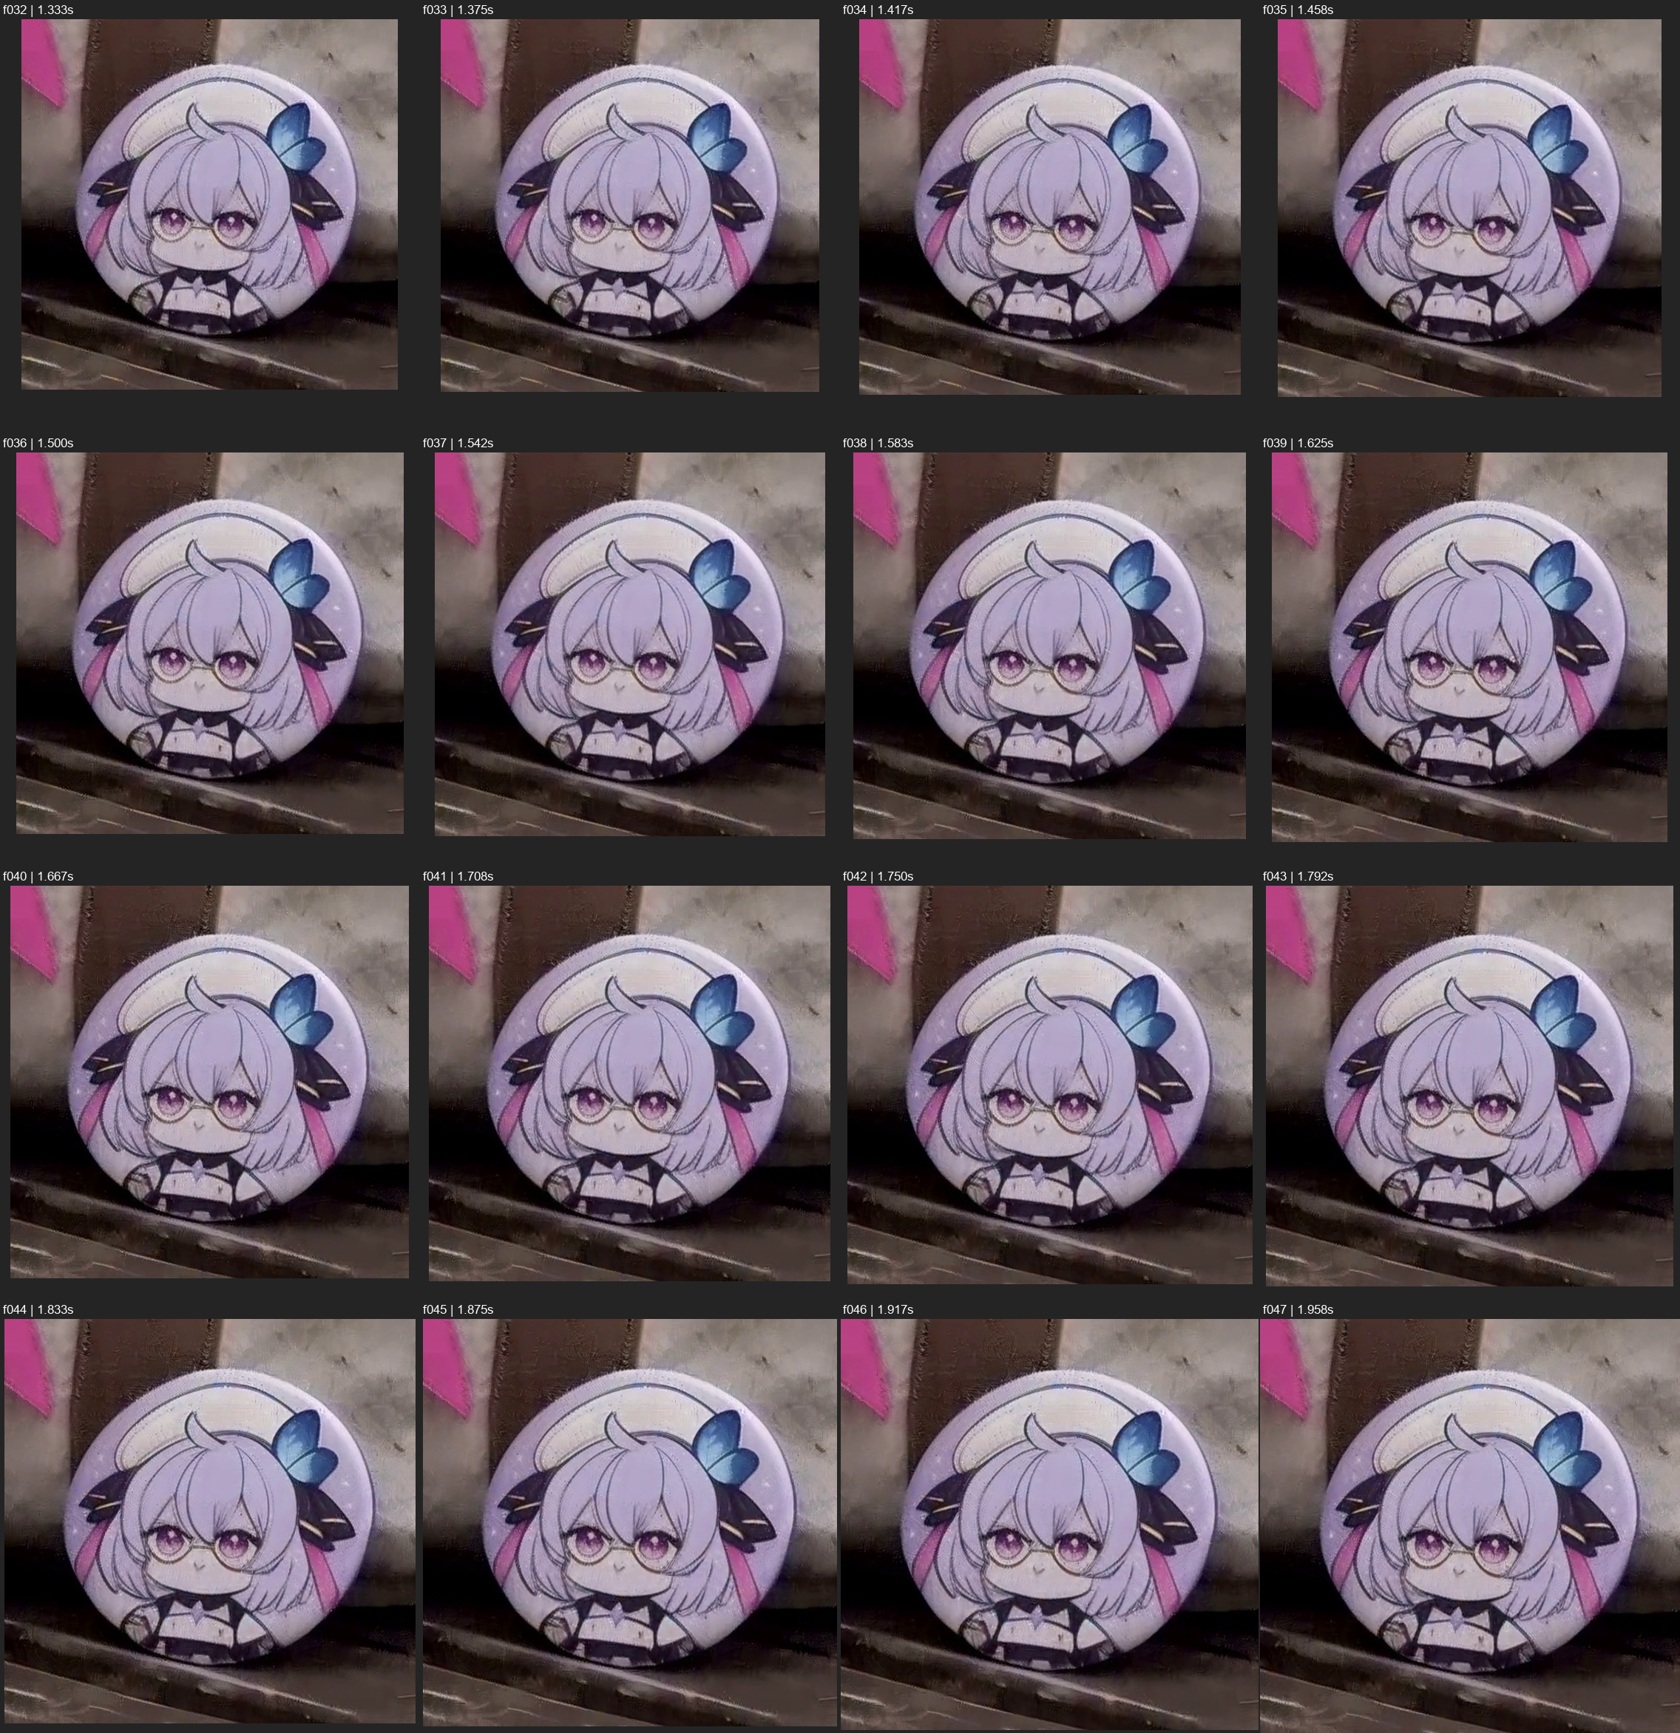 f032 | 1.333s
f033 | 1.375s
f034 | 1.417s
f035 | 1.458s
f036 | 1.500s
f037 | 1.542s
f038 | 1.583s
f039 | 1.625s
f040 | 1.667s
f041 | 1.708s
f042 | 1.750s
f043 | 1.792s
f044 | 1.833s
f045 | 1.875s
f046 | 1.917s
f047 | 1.958s